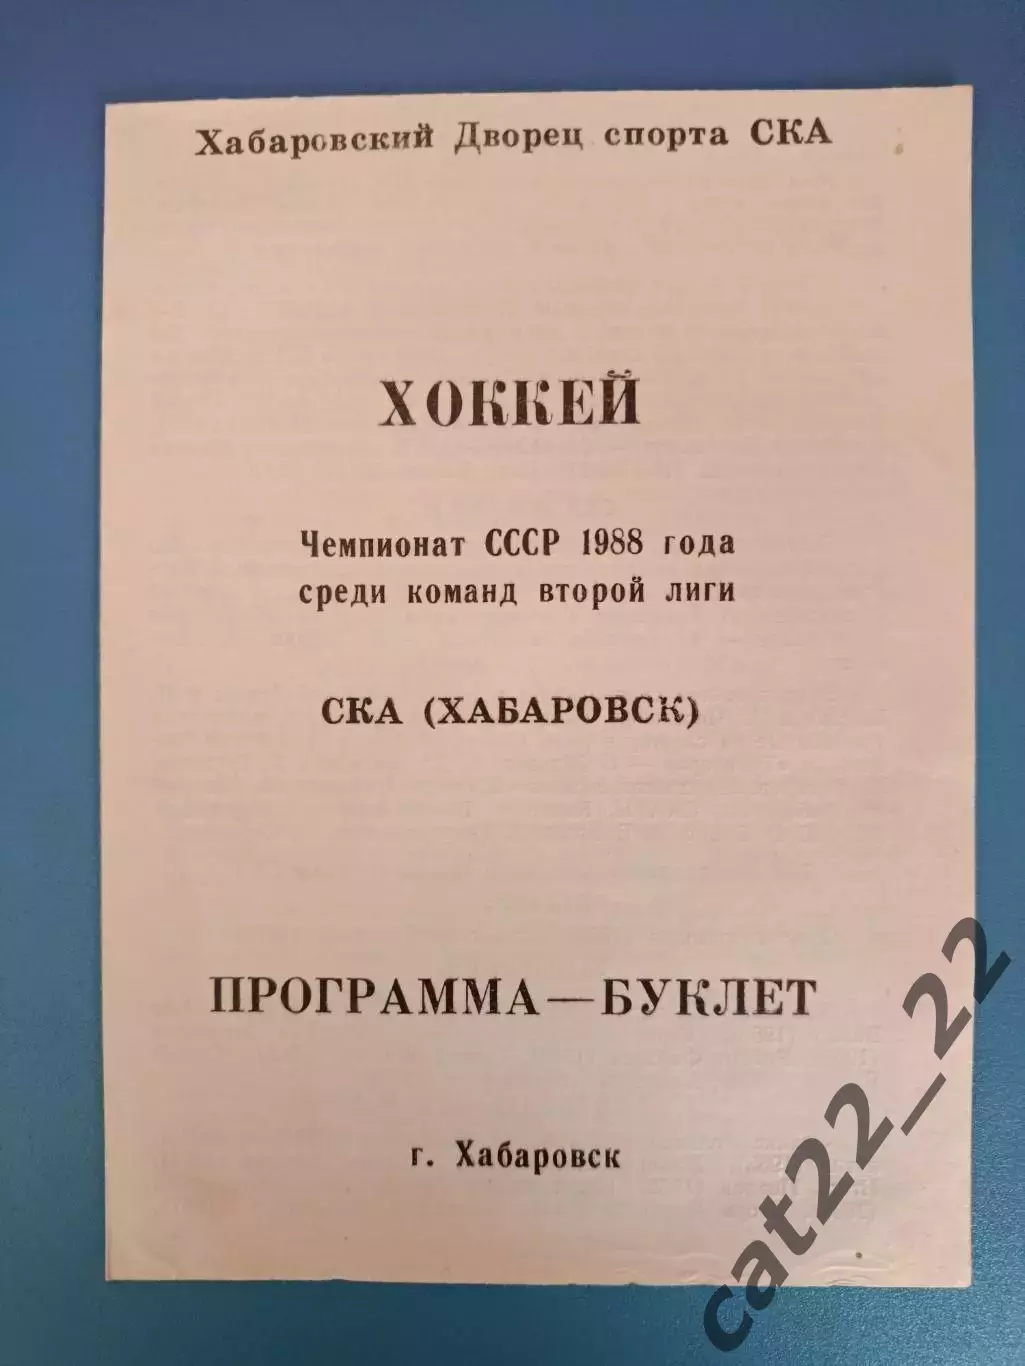 Хабаровский Дворец спорта СКА
ХОККЕЙ
Чемпионат СССР 1988 года
среди команд второй лиги
СКА (ХАБАРОВСК)
ПРОГРАММА—БУКЛЕТ
г. Хабаровск
cat22_22